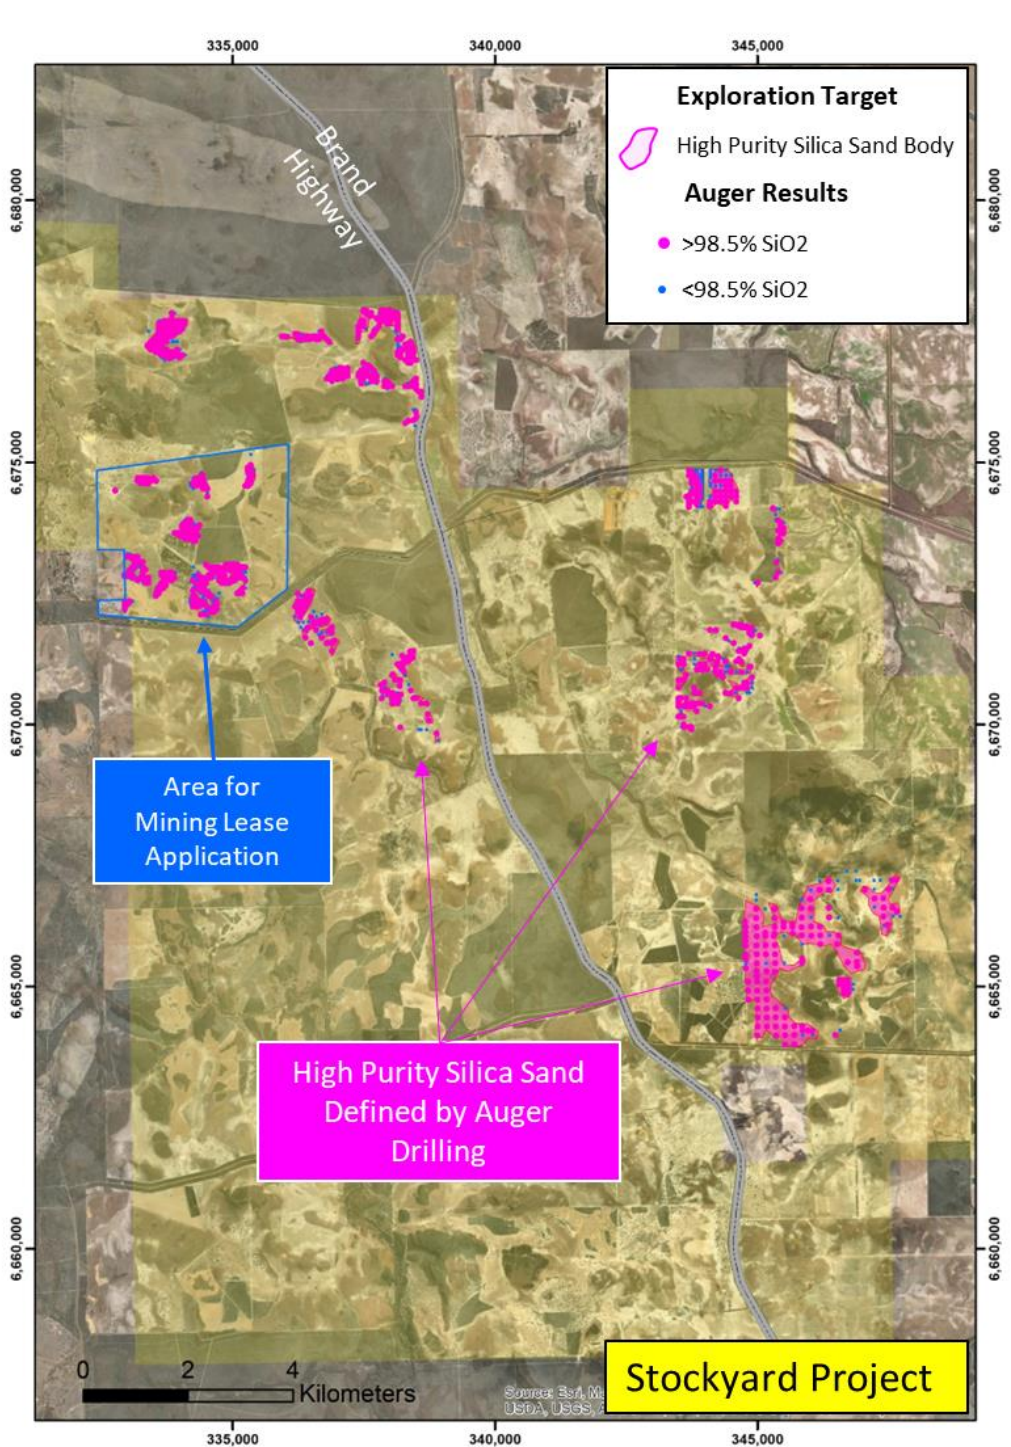 335,000
340,000
345,000
Exploration Target
High Purity Silica Sand Body
Auger Results
>98.5% SiO2
<98.5% SiO2
Brand
Highway
6,680,000
6,680,000
6,675,000
6,675,000
6,670,000
6,670,000
Area for
Mining Lease
Application
6,665,000
6,665,000
High Purity Silica Sand
Defined by Auger
Drilling
6,660,000
6,660,000
0 2 4
Kilometers
Source: Esri,
USDA, USGS,
Stockyard Project
335,000
340,000
345,000